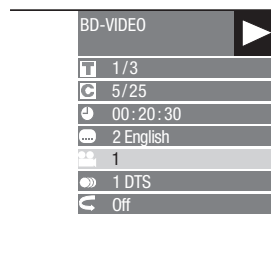 BD-VIDEO
T 1/3
C 5/25
00:20:30
2 English
1
1 DTS
Off